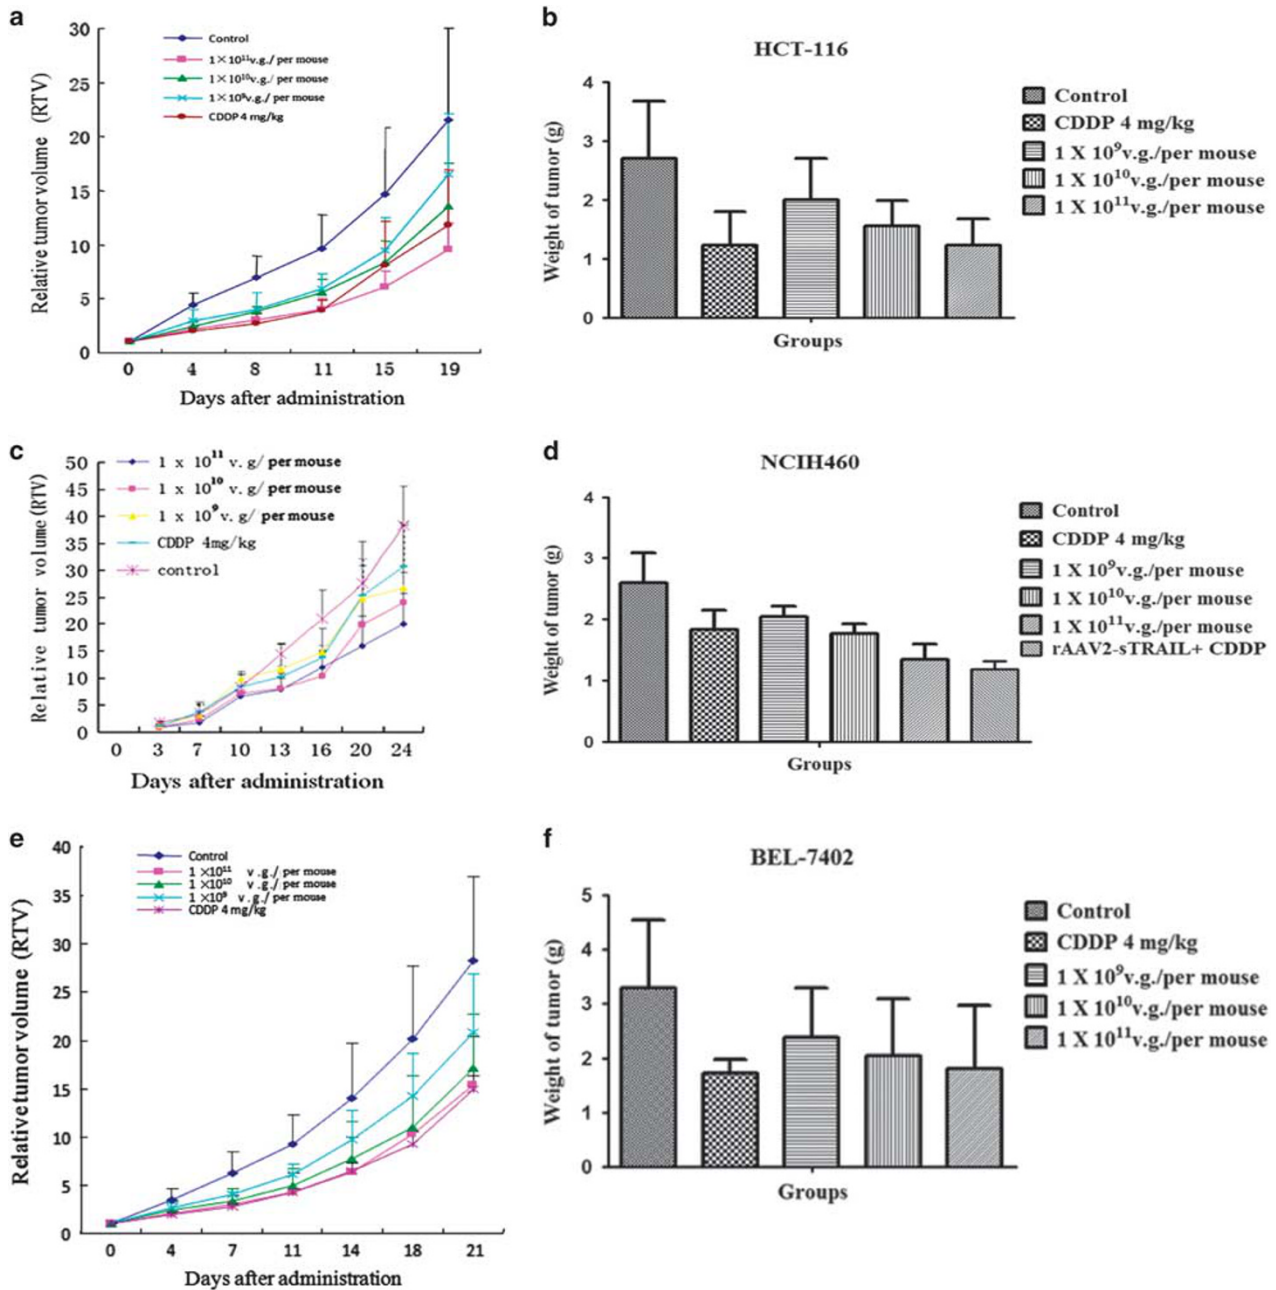 a
30
25
20
15
10
5
0
Relative tumor volume (RTV)
Control
1×10¹¹v.g./ per mouse
1×10¹⁰v.g./ per mouse
1×10⁹v.g./ per mouse
CDDP 4 mg/kg
0 4 8 11 15 19
Days after administration
b
HCT-116
4
3
2
1
0
Weight of tumor (g)
Groups
Control
CDDP 4 mg/kg
1 X 10⁹v.g./per mouse
1 X 10¹⁰v.g./per mouse
1 X 10¹¹v.g./per mouse
c
50
45
40
35
30
25
20
15
10
5
0
Relative tumor volume (RTV)
1 x 10¹¹ v. g/ per mouse
1 x 10¹⁰ v. g/ per mouse
1 x 10⁹ v. g/ per mouse
CDDP 4mg/kg
control
0 3 7 10 13 16 20 24
Days after administration
d
NCIH460
4
3
2
1
0
Weight of tumor (g)
Groups
Control
CDDP 4 mg/kg
1 X 10⁹v.g./per mouse
1 X 10¹⁰v.g./per mouse
1 X 10¹¹v.g./per mouse
rAAV2-sTRAIL+ CDDP
e
40
35
30
25
20
15
10
5
0
Relative tumor volume (RTV)
Control
1 ×10¹¹ v .g./ per mouse
1 ×10¹⁰ v .g./ per mouse
1 ×10⁹ v .g./ per mouse
CDDP 4 mg/kg
0 4 7 11 14 18 21
Days after administration
f
BEL-7402
5
4
3
2
1
0
Weight of tumor (g)
Groups
Control
CDDP 4 mg/kg
1 X 10⁹v.g./per mouse
1 X 10¹⁰v.g./per mouse
1 X 10¹¹v.g./per mouse